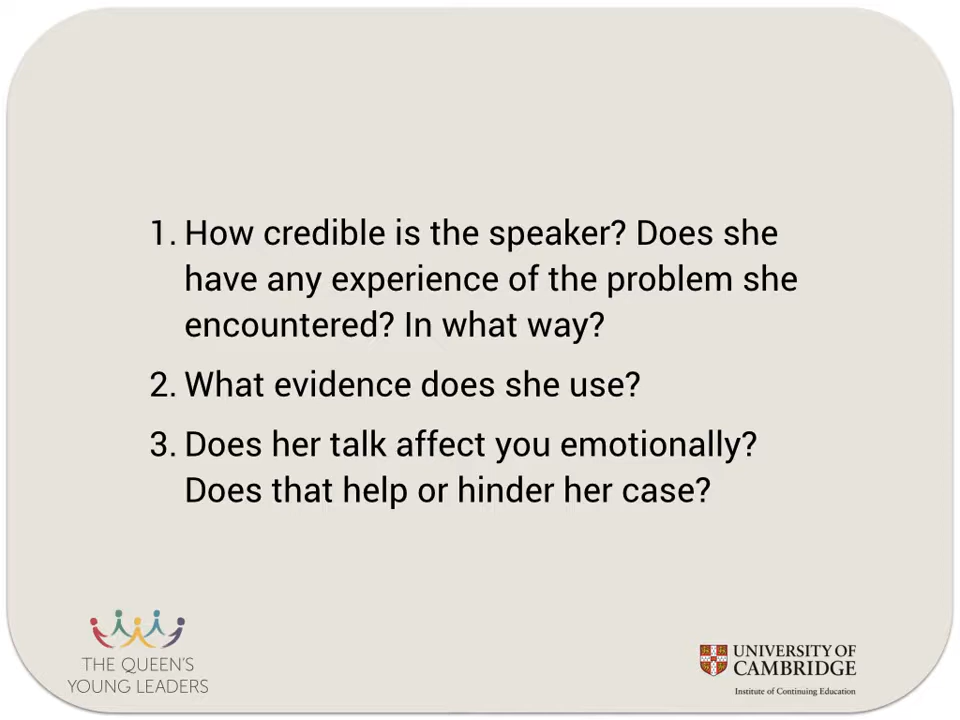 1. How credible is the speaker? Does she
have any experience of the problem she
encountered? In what way?
2. What evidence does she use?
3. Does her talk affect you emotionally?
Does that help or hinder her case?
THE QUEEN'S
YOUNG LEADERS
UNIVERSITY OF
CAMBRIDGE
Institute of Continuing Education